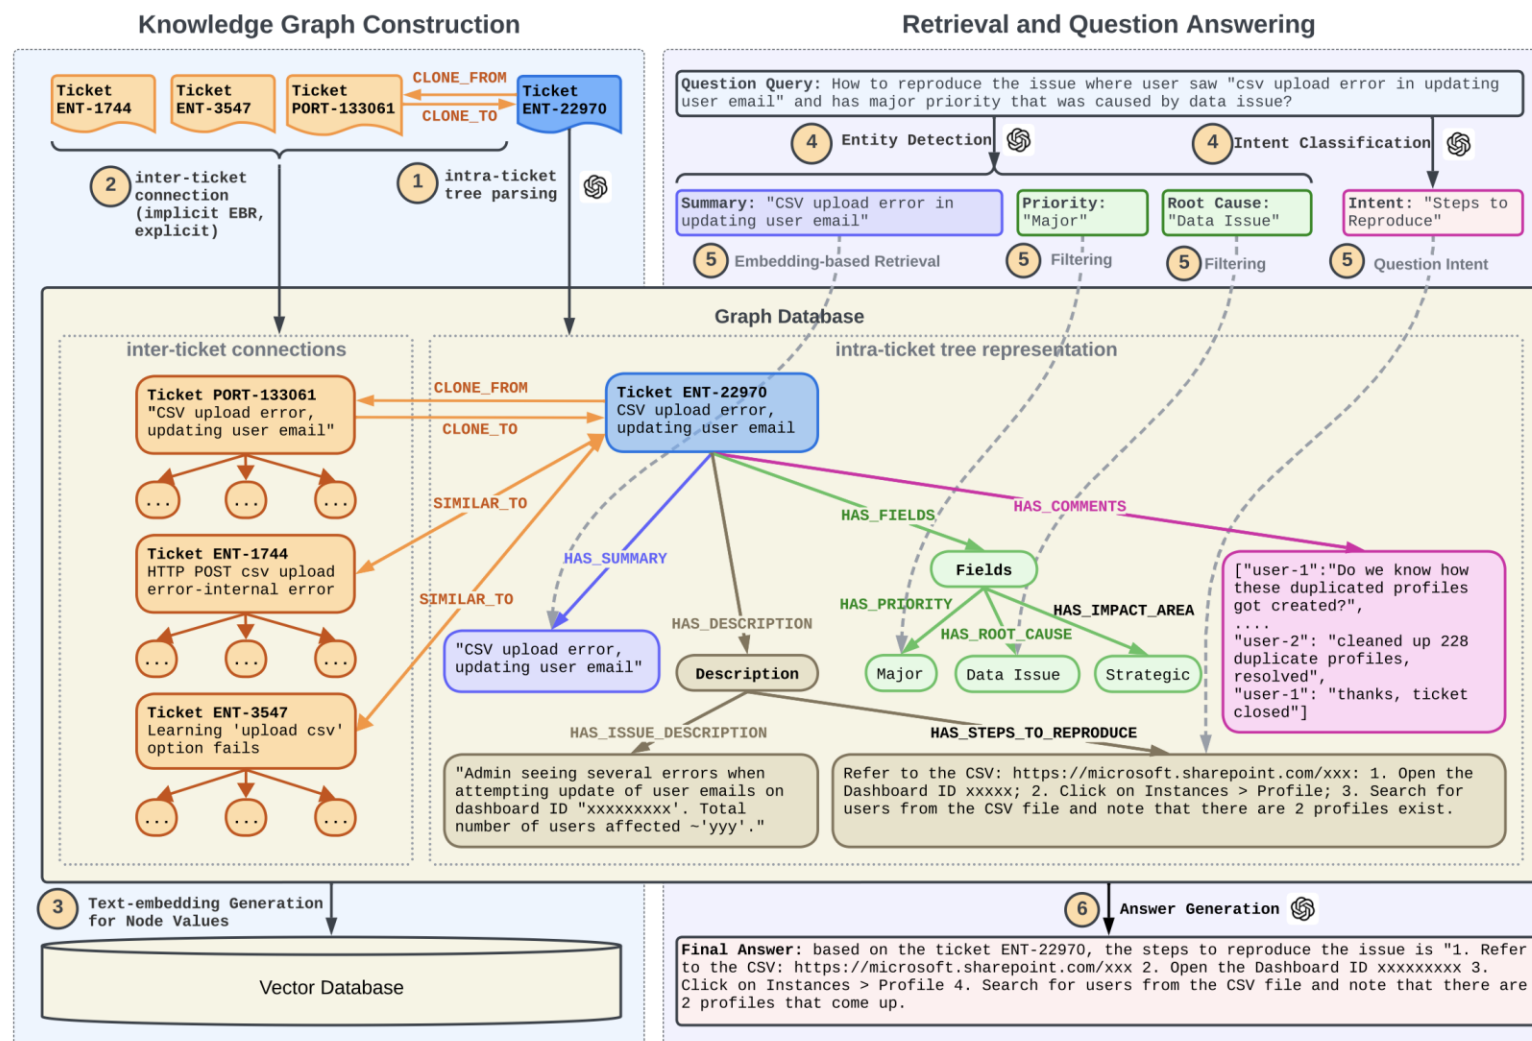 Knowledge Graph Construction
Retrieval and Question Answering
Ticket
ENT-1744
Ticket
ENT-3547
Ticket
PORT-133061
CLONE_FROM
CLONE_TO
Ticket
ENT-22970
2
inter-ticket
connection
(implicit EBR,
explicit)
1
intra-ticket
tree parsing
Question Query: How to reproduce the issue where user saw "csv upload error in updating
user email" and has major priority that was caused by data issue?
4
Entity Detection
4
Intent Classification
Summary: "CSV upload error in
updating user email"
Priority:
"Major"
Root Cause:
"Data Issue"
Intent: "Steps to
Reproduce"
5
Embedding-based Retrieval
5
Filtering
5
Filtering
5
Question Intent
Graph Database
inter-ticket connections
intra-ticket tree representation
Ticket PORT-133061
"CSV upload error,
updating user email"
...
...
...
Ticket ENT-1744
HTTP POST csv upload
error-internal error
...
...
...
Ticket ENT-3547
Learning 'upload csv'
option fails
...
...
...
CLONE_FROM
CLONE_TO
SIMILAR_TO
SIMILAR_TO
Ticket ENT-22970
CSV upload error,
updating user email
HAS_SUMMARY
HAS_DESCRIPTION
HAS_FIELDS
HAS_COMMENTS
"CSV upload error,
updating user email"
Description
Fields
HAS_PRIORITY
HAS_ROOT_CAUSE
HAS_IMPACT_AREA
Major
Data Issue
Strategic
["user-1":"Do we know how
these duplicated profiles
got created?",
....
"user-2": "cleaned up 228
duplicate profiles,
resolved",
"user-1": "thanks, ticket
closed"]
HAS_ISSUE_DESCRIPTION
HAS_STEPS_TO_REPRODUCE
"Admin seeing several errors when
attempting update of user emails on
dashboard ID "xxxxxxxxx'. Total
number of users affected ~'yyy'."
Refer to the CSV: https://microsoft.sharepoint.com/xxx: 1. Open the
Dashboard ID xxxxx; 2. Click on Instances > Profile; 3. Search for
users from the CSV file and note that there are 2 profiles exist.
3
Text-embedding Generation
for Node Values
Vector Database
6
Answer Generation
Final Answer: based on the ticket ENT-22970, the steps to reproduce the issue is "1. Refer
to the CSV: https://microsoft.sharepoint.com/xxx 2. Open the Dashboard ID xxxxxxxxx 3.
Click on Instances > Profile 4. Search for users from the CSV file and note that there are
2 profiles that come up.